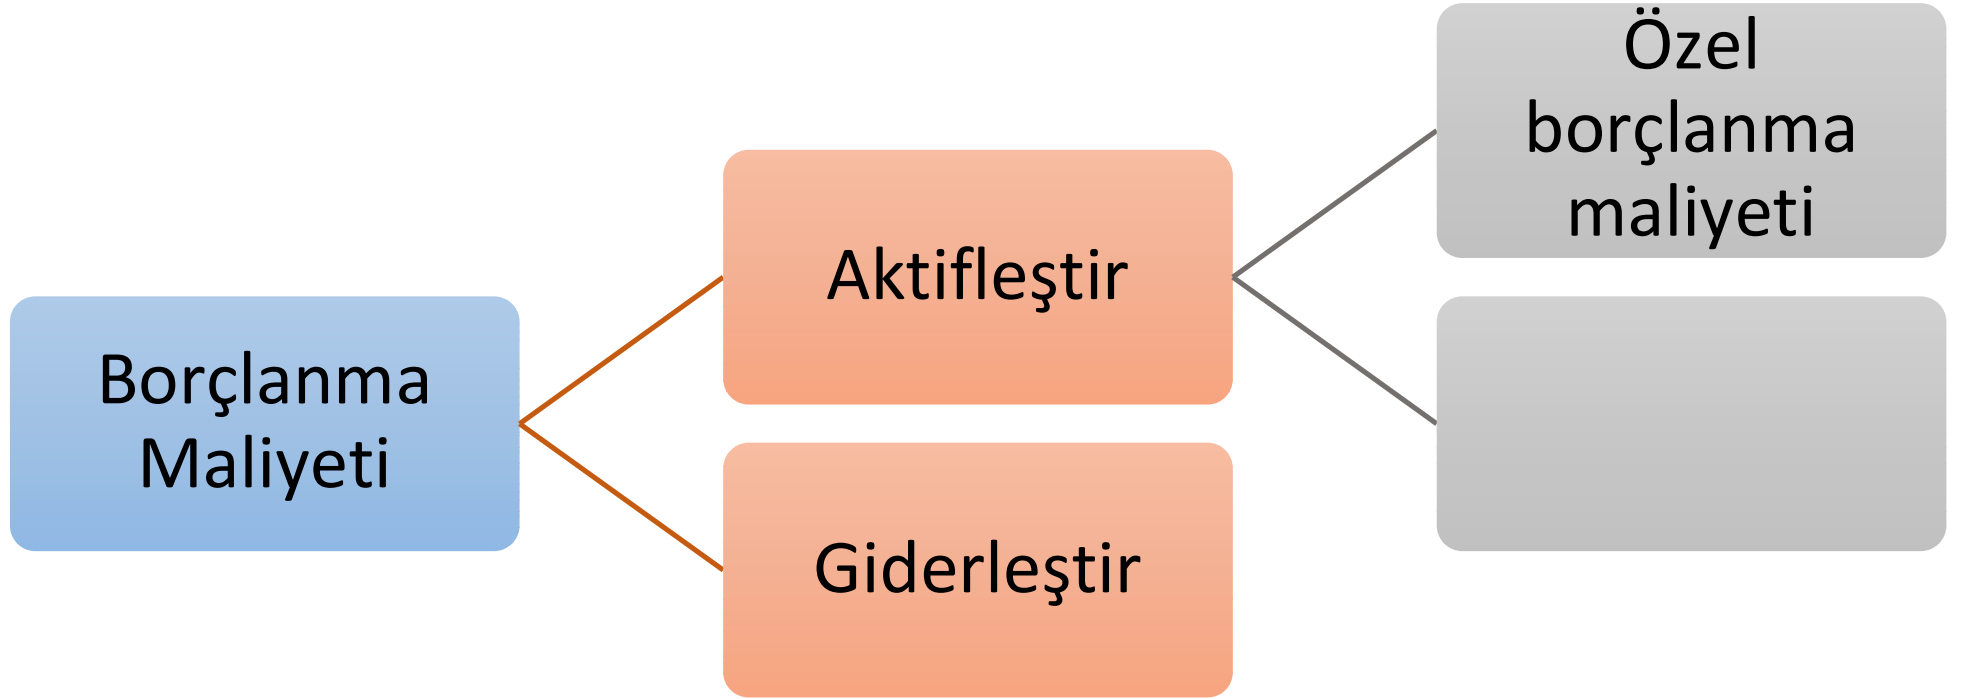 Borçlanma
Maliyeti
Aktifleştir
Giderleştir
Özel
borçlanma
maliyeti